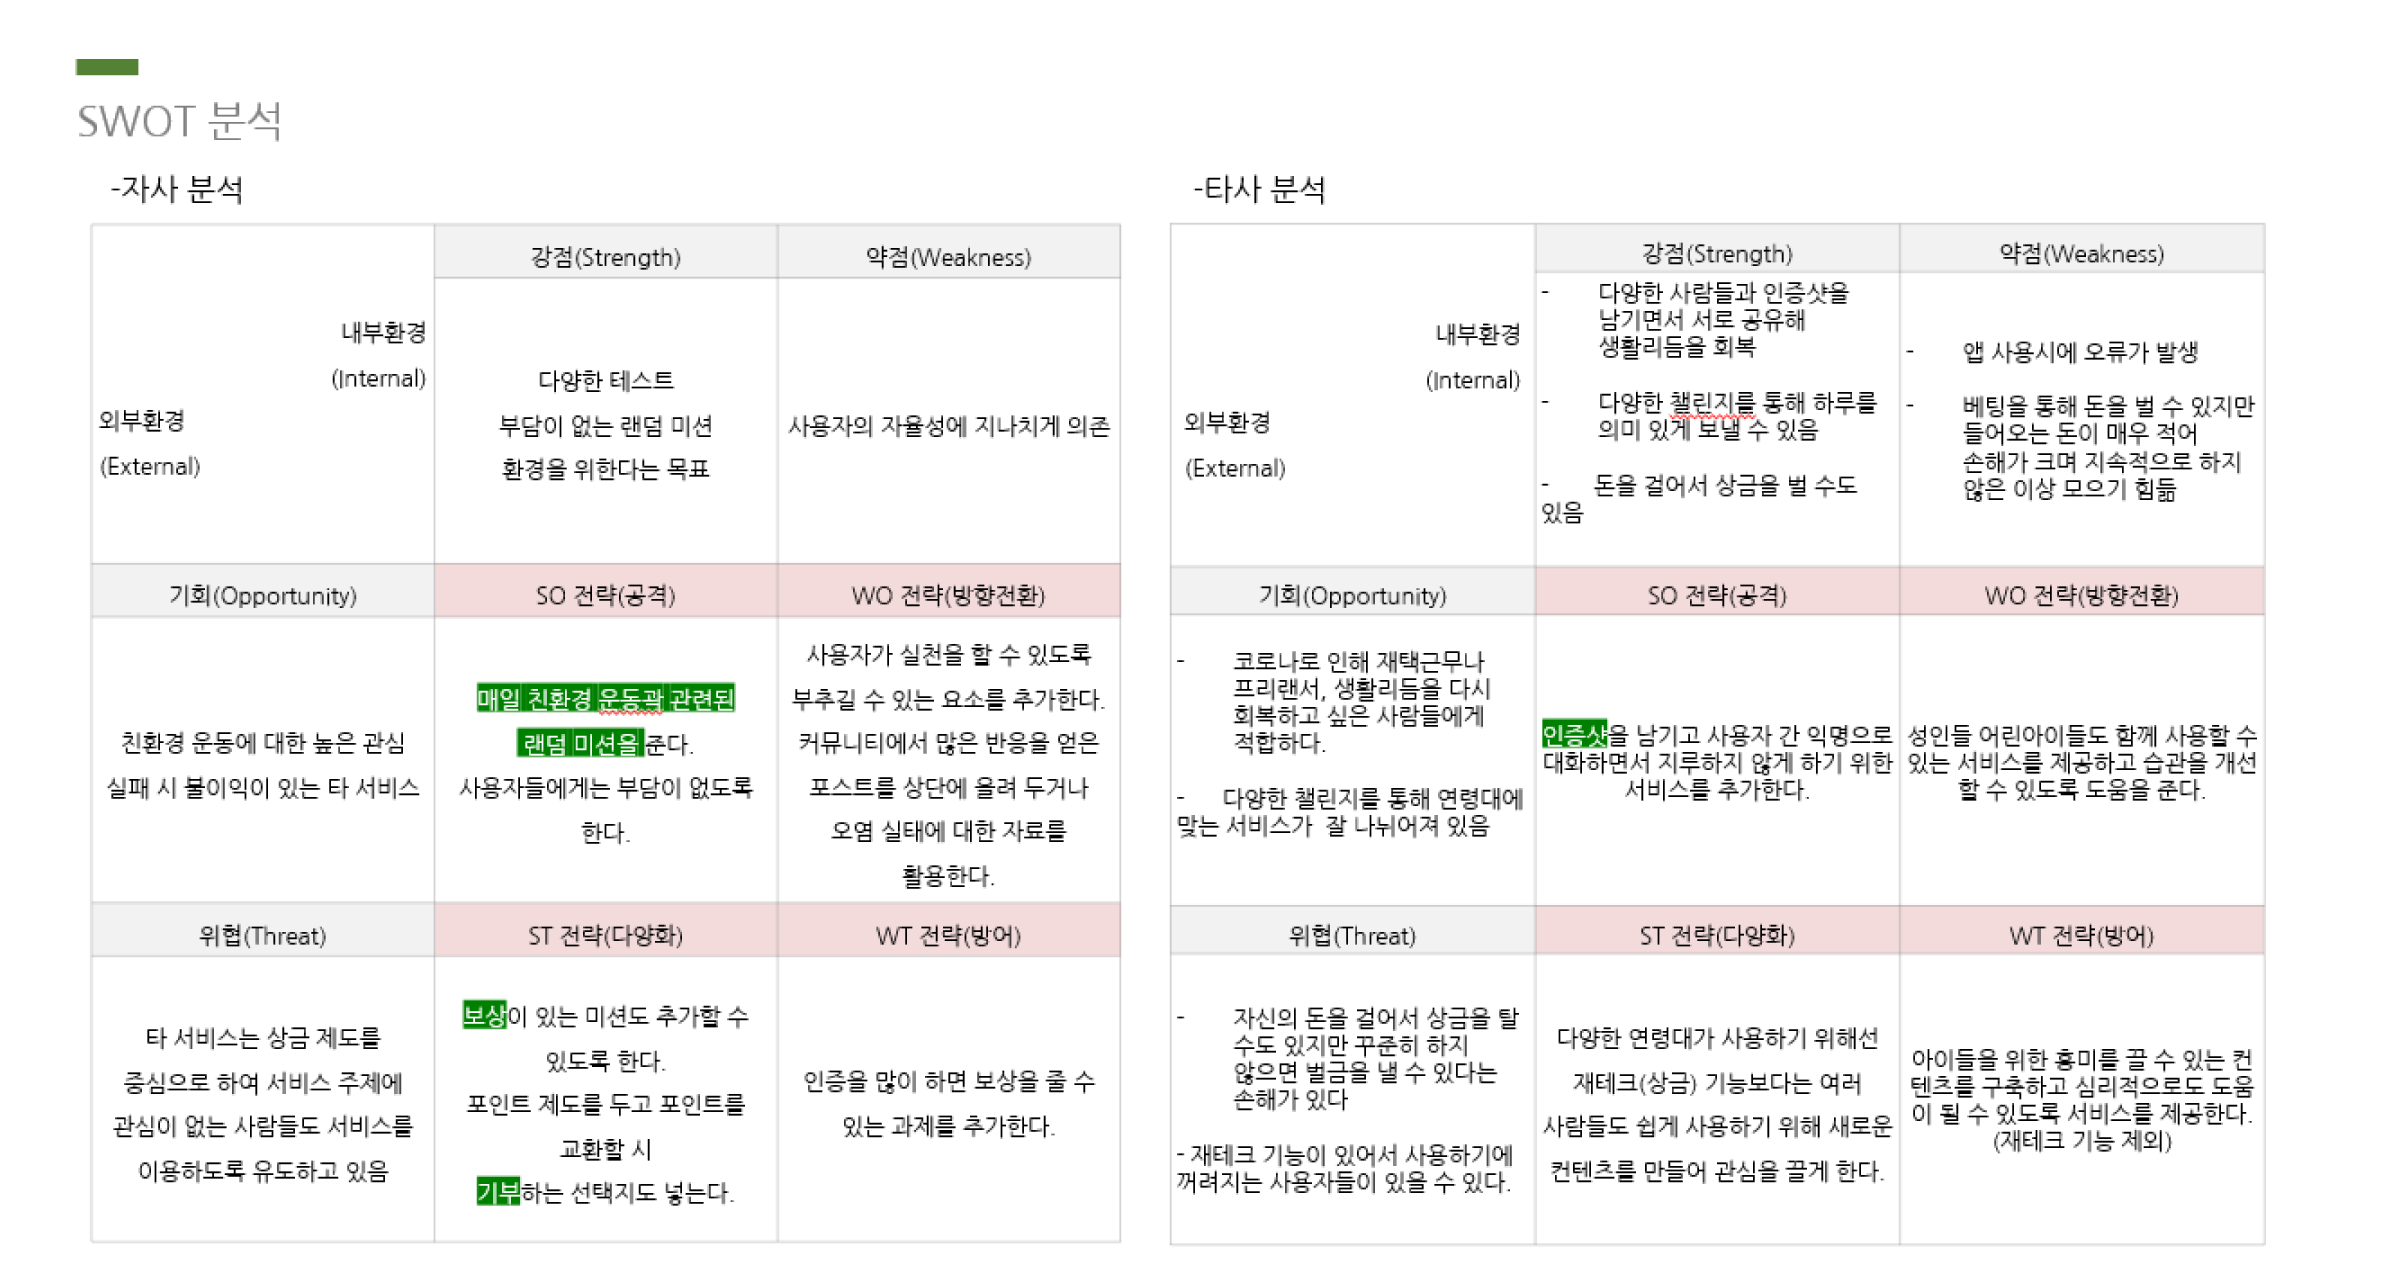 SWOT 분석
-자사 분석
내부환경
(Internal)
외부환경
(External)
강점(Strength)
약점(Weakness)
다양한 테스트
부담이 없는 랜덤 미션
환경을 위한다는 목표
사용자의 자율성에 지나치게 의존
기회(Opportunity)
SO 전략(공격)
WO 전략(방향전환)
친환경 운동에 대한 높은 관심
실패 시 불이익이 있는 타 서비스
매일 친환경 운동곽 관련된
랜덤 미션을 준다.
사용자들에게는 부담이 없도록
한다.
사용자가 실천을 할 수 있도록
부추길 수 있는 요소를 추가한다.
커뮤니티에서 많은 반응을 얻은
포스트를 상단에 올려 두거나
오염 실태에 대한 자료를
활용한다.
위협(Threat)
ST 전략(다양화)
WT 전략(방어)
타 서비스는 상금 제도를
중심으로 하여 서비스 주제에
관심이 없는 사람들도 서비스를
이용하도록 유도하고 있음
보상이 있는 미션도 추가할 수
있도록 한다.
포인트 제도를 두고 포인트를
교환할 시
기부하는 선택지도 넣는다.
인증을 많이 하면 보상을 줄 수
있는 과제를 추가한다.
-타사 분석
내부환경
(Internal)
외부환경
(External)
강점(Strength)
약점(Weakness)
- 다양한 사람들과 인증샷을
남기면서 서로 공유해
생활리듬을 회복
- 다양한 챌린지를 통해 하루를
의미 있게 보낼 수 있음
- 돈을 걸어서 상금을 벌 수도
있음
- 앱 사용시에 오류가 발생
- 베팅을 통해 돈을 벌 수 있지만
들어오는 돈이 매우 적어
손해가 크며 지속적으로 하지
않은 이상 모으기 힘듦
기회(Opportunity)
SO 전략(공격)
WO 전략(방향전환)
- 코로나로 인해 재택근무나
프리랜서, 생활리듬을 다시
회복하고 싶은 사람들에게
적합하다.
- 다양한 챌린지를 통해 연령대에
맞는 서비스가 잘 나뉘어져 있음
인증샷을 남기고 사용자 간 익명으로
대화하면서 지루하지 않게 하기 위한
서비스를 추가한다.
성인들 어린아이들도 함께 사용할 수
있는 서비스를 제공하고 습관을 개선
할 수 있도록 도움을 준다.
위협(Threat)
ST 전략(다양화)
WT 전략(방어)
- 자신의 돈을 걸어서 상금을 탈
수도 있지만 꾸준히 하지
않으면 벌금을 낼 수 있다는
손해가 있다
- 재테크 기능이 있어서 사용하기에
꺼려지는 사용자들이 있을 수 있다.
다양한 연령대가 사용하기 위해선
재테크(상금) 기능보다는 여러
사람들도 쉽게 사용하기 위해 새로운
컨텐츠를 만들어 관심을 끌게 한다.
아이들을 위한 흥미를 끌 수 있는 컨
텐츠를 구축하고 심리적으로도 도움
이 될 수 있도록 서비스를 제공한다.
(재테크 기능 제외)